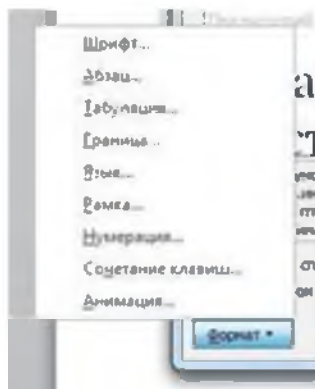 Шрифт...
Абзац...
Табуляция...
Граница...
Язык...
Рамка...
Нумерация...
Сочетание клавиш...
Анимация...
Формат